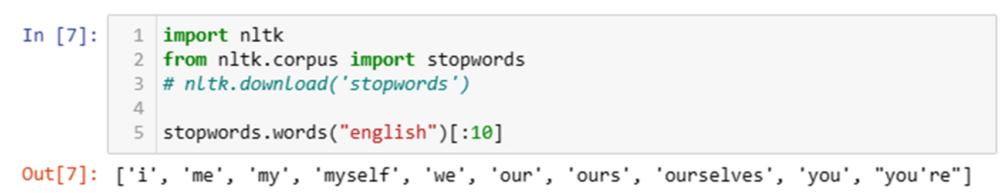 In [7]:
1 import nltk
2 from nltk.corpus import stopwords
3 # nltk.download('stopwords')
4
5 stopwords.words("english")[:10]
Out[7]: ['i', 'me', 'my', 'myself', 'we', 'our', 'ours', 'ourselves', 'you', "you're"]